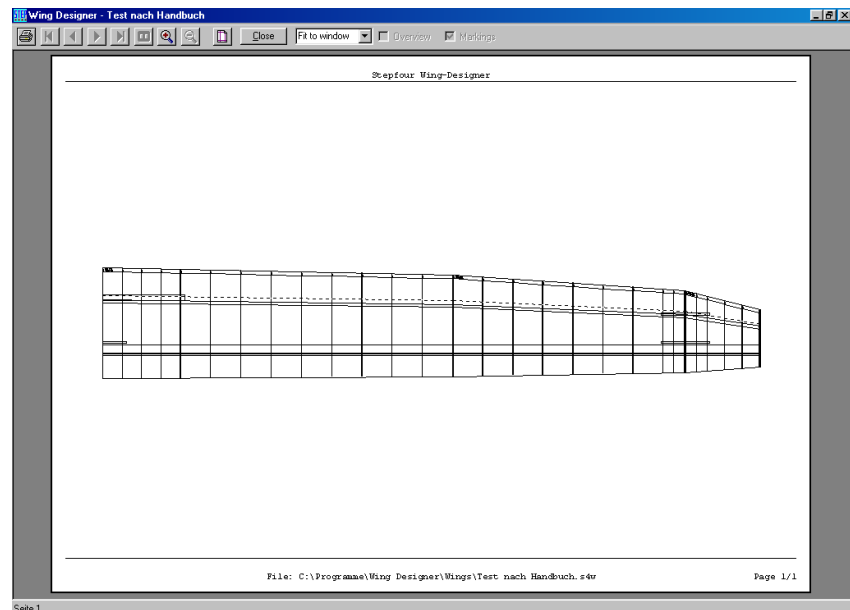 Wing Designer - Test nach Handbuch
Close Fit to window Overview Markings
Stepfour Wing-Designer
File: C:\Programme\Wing Designer\Wings\Test nach Handbuch.s4w Page 1/1
Seite 1